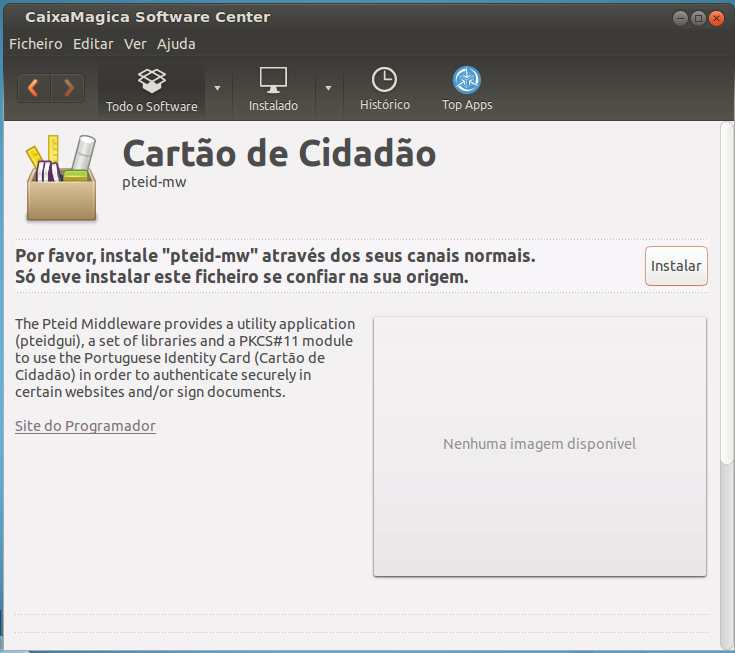 CaixaMagica Software Center
Ficheiro Editar Ver Ajuda
Todo o Software Instalado Histórico Top Apps
Cartão de Cidadão
pteid-mw
Por favor, instale "pteid-mw" através dos seus canais normais.
Só deve instalar este ficheiro se confiar na sua origem.
Instalar
The Pteid Middleware provides a utility application
(pteidgui), a set of libraries and a PKCS#11 module
to use the Portuguese Identity Card (Cartão de
Cidadão) in order to authenticate securely in
certain websites and/or sign documents.
Site do Programador
Nenhuma imagem disponível